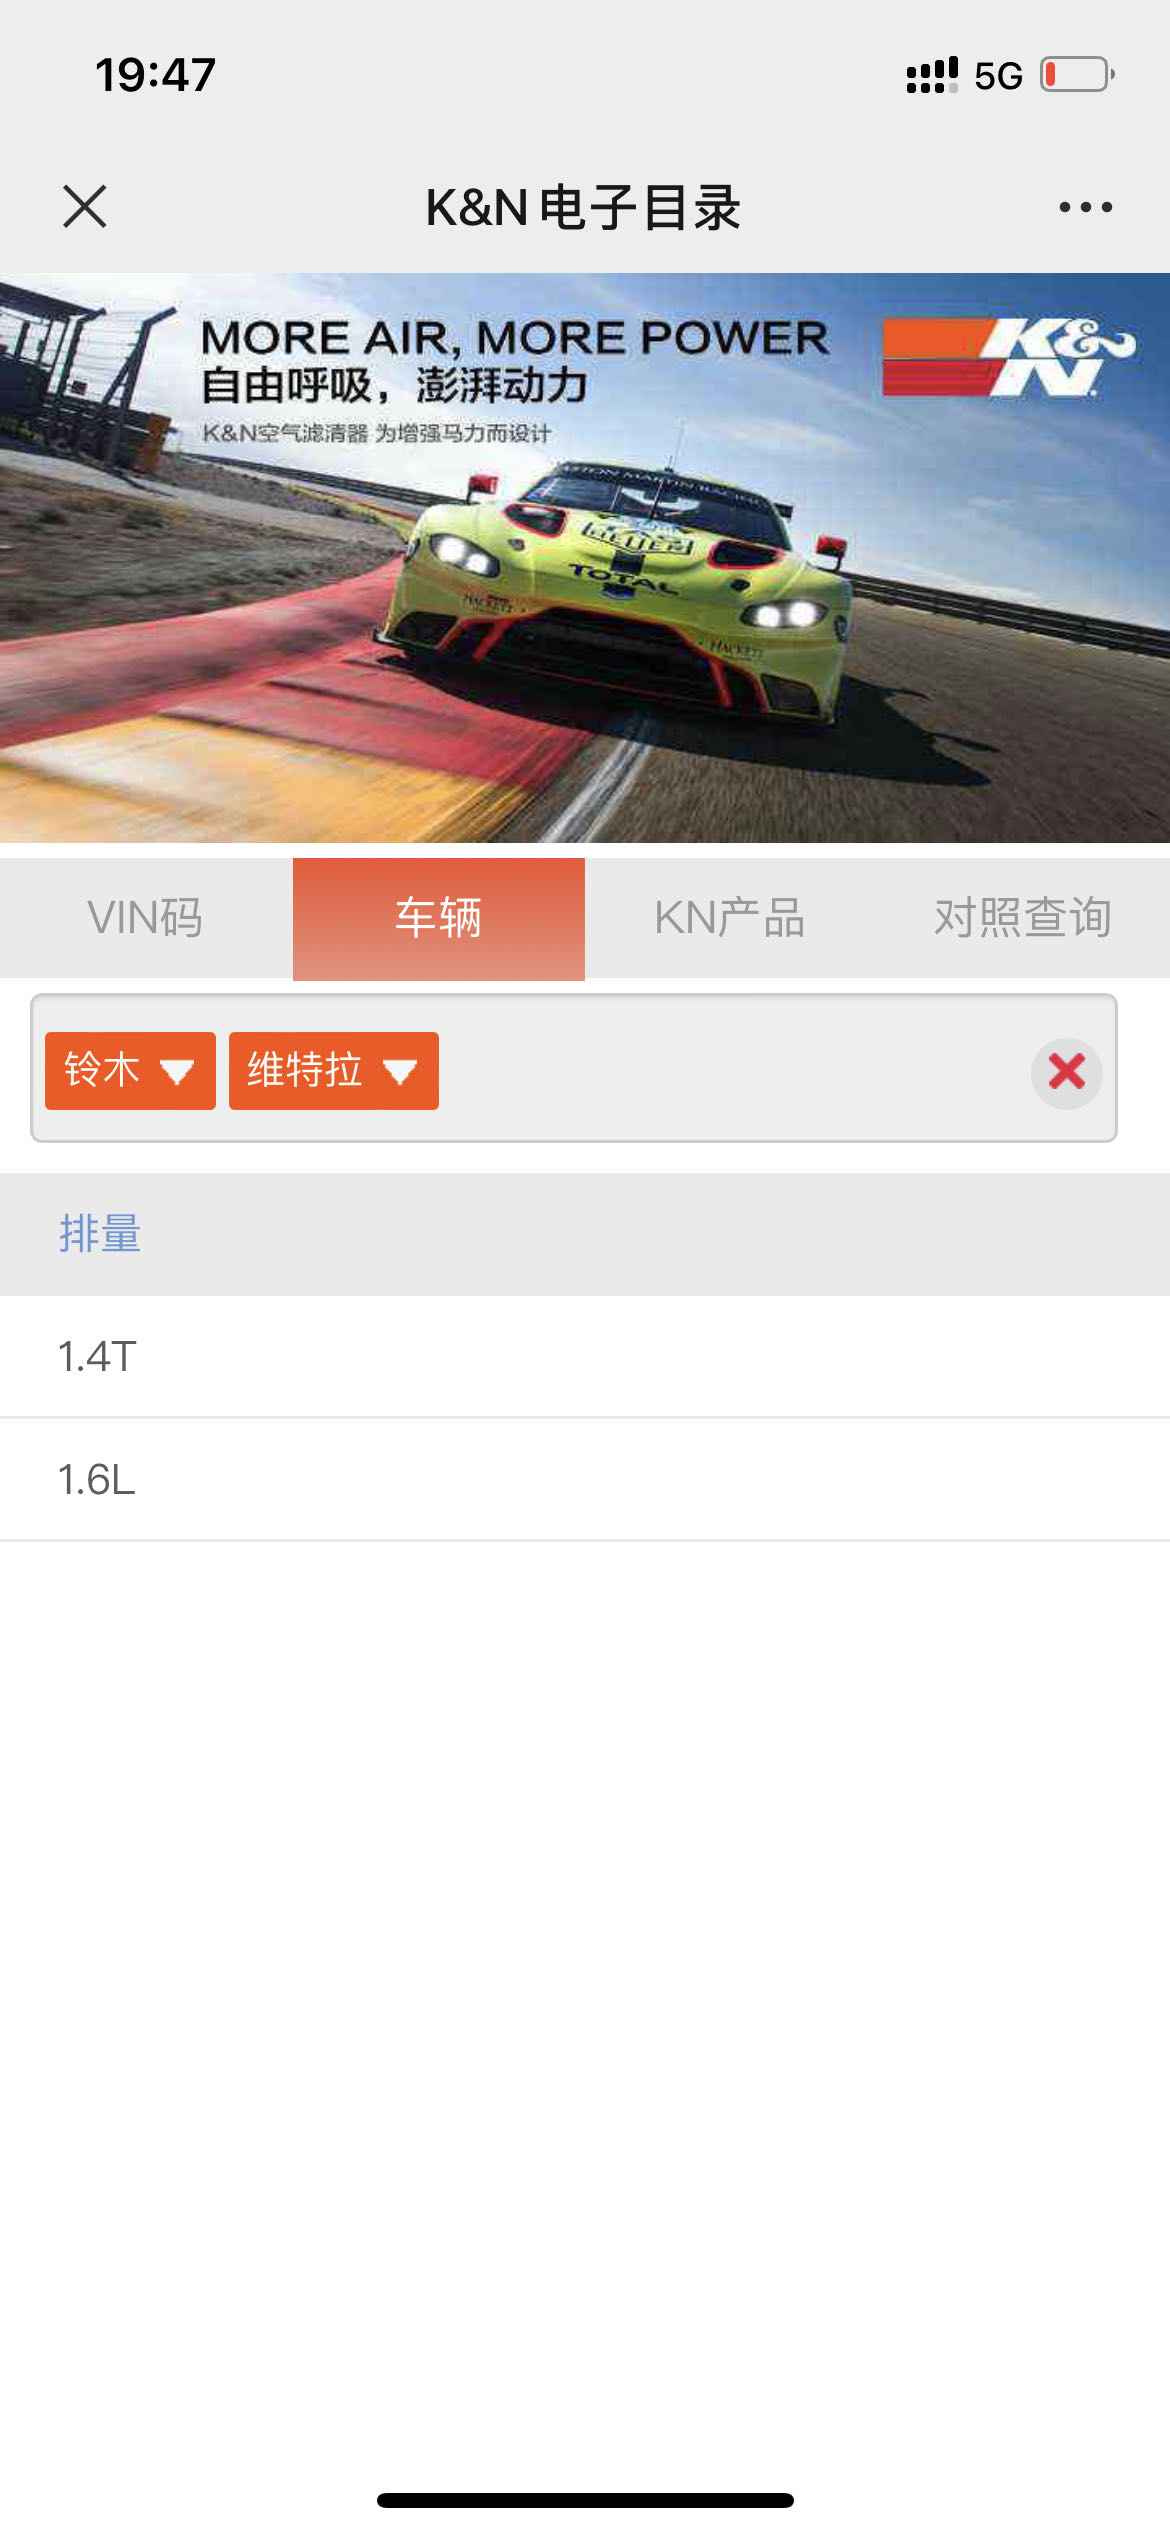 19:47
5G
K&N电子目录
MORE AIR, MORE POWER
自由呼吸，澎湃动力
K&N空气滤清器 为增强马力而设计
K&N
TOTAL
VIN码
车辆
KN产品
对照查询
铃木
维特拉
排量
1.4T
1.6L